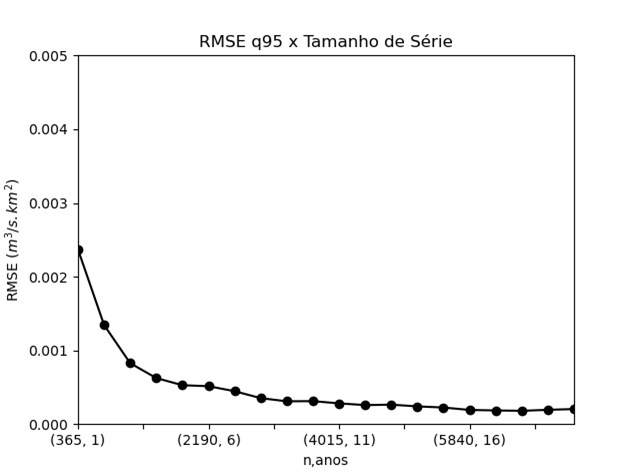 RMSE q95 x Tamanho de Série
0.005
0.004
0.003
0.002
0.001
0.000
RMSE (m³/s.km²)
(365, 1) (2190, 6) (4015, 11) (5840, 16)
n,anos